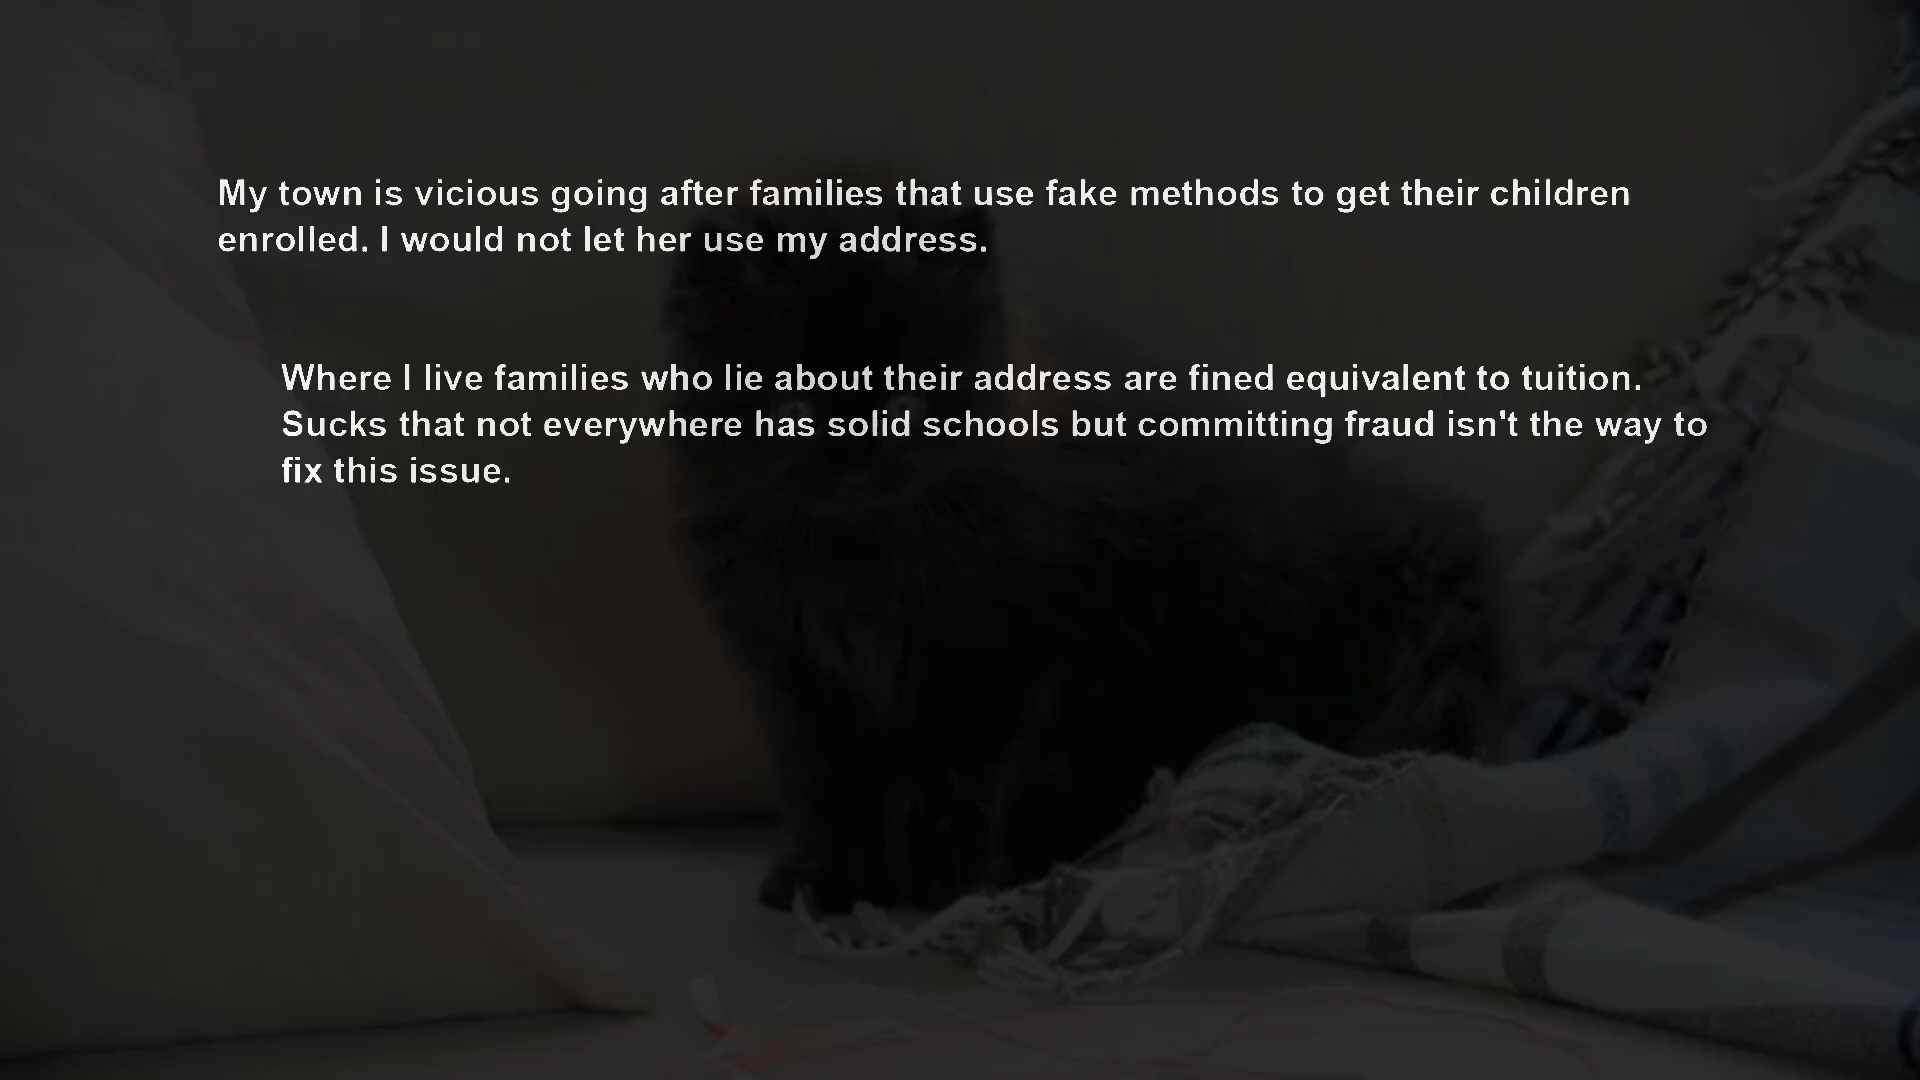 My town is vicious going after families that use fake methods to get their children
enrolled. I would not let her use my address.
Where I live families who lie about their address are fined equivalent to tuition.
Sucks that not everywhere has solid schools but committing fraud isn't the way to
fix this issue.